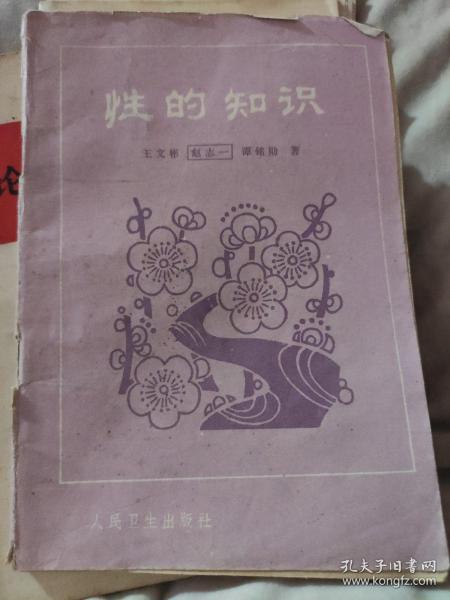 性的知识
王文彬 赵志一 谭铭勋 著
人民卫生出版社
论
孔夫子旧书网
www.kongfz.com